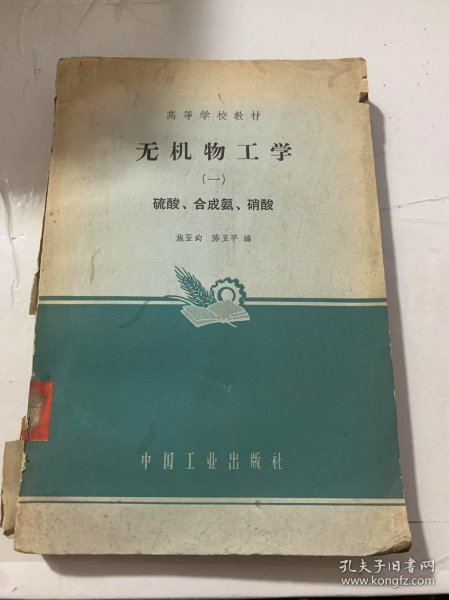 高等学校教材
无机物工学
(一)
硫酸、合成氨、硝酸
施亚钧 陈五平 编
中国工业出版社
孔夫子旧书网
www.kongfz.com